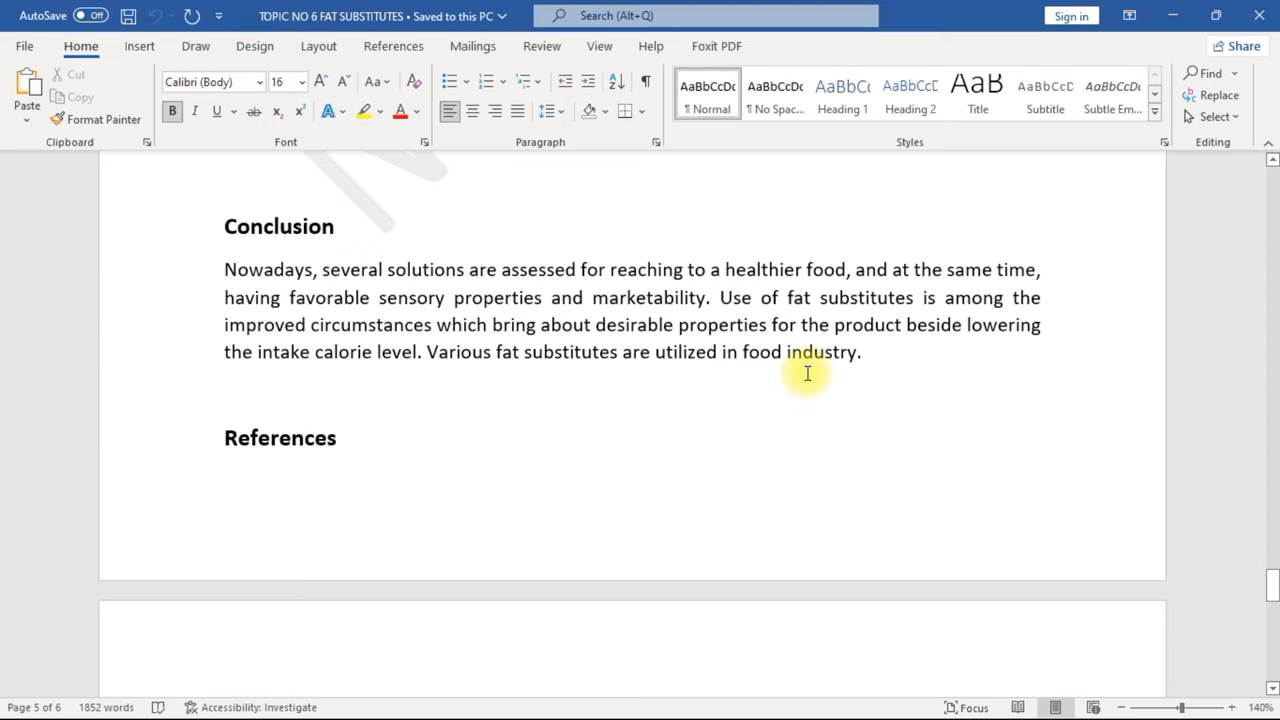 AutoSave Off TOPIC NO 6 FAT SUBSTITUTES • Saved to this PC Search (Alt+Q) Sign in
File Home Insert Draw Design Layout References Mailings Review View Help Foxit PDF Share
Paste Cut Copy Format Painter
Calibri (Body) 16 Aa
B I U ab x₂ x² A A
AaBbCcDc AaBbCcDc AaBbCc AaBbCcE AaB AaBbCcD AaBbCcDc
¶ Normal ¶ No Spac... Heading 1 Heading 2 Title Subtitle Subtle Em...
Find
Replace
Select
Clipboard Font Paragraph Styles Editing
Conclusion
Nowadays, several solutions are assessed for reaching to a healthier food, and at the same time,
having favorable sensory properties and marketability. Use of fat substitutes is among the
improved circumstances which bring about desirable properties for the product beside lowering
the intake calorie level. Various fat substitutes are utilized in food industry.
References
Page 5 of 6 1852 words Accessibility: Investigate Focus 140%